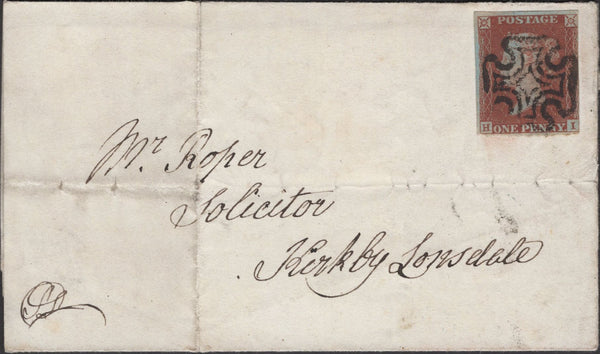 POSTAGE
H ONE PENNY I
Mr Roper
Solicitor
Kirkby Lonsdale